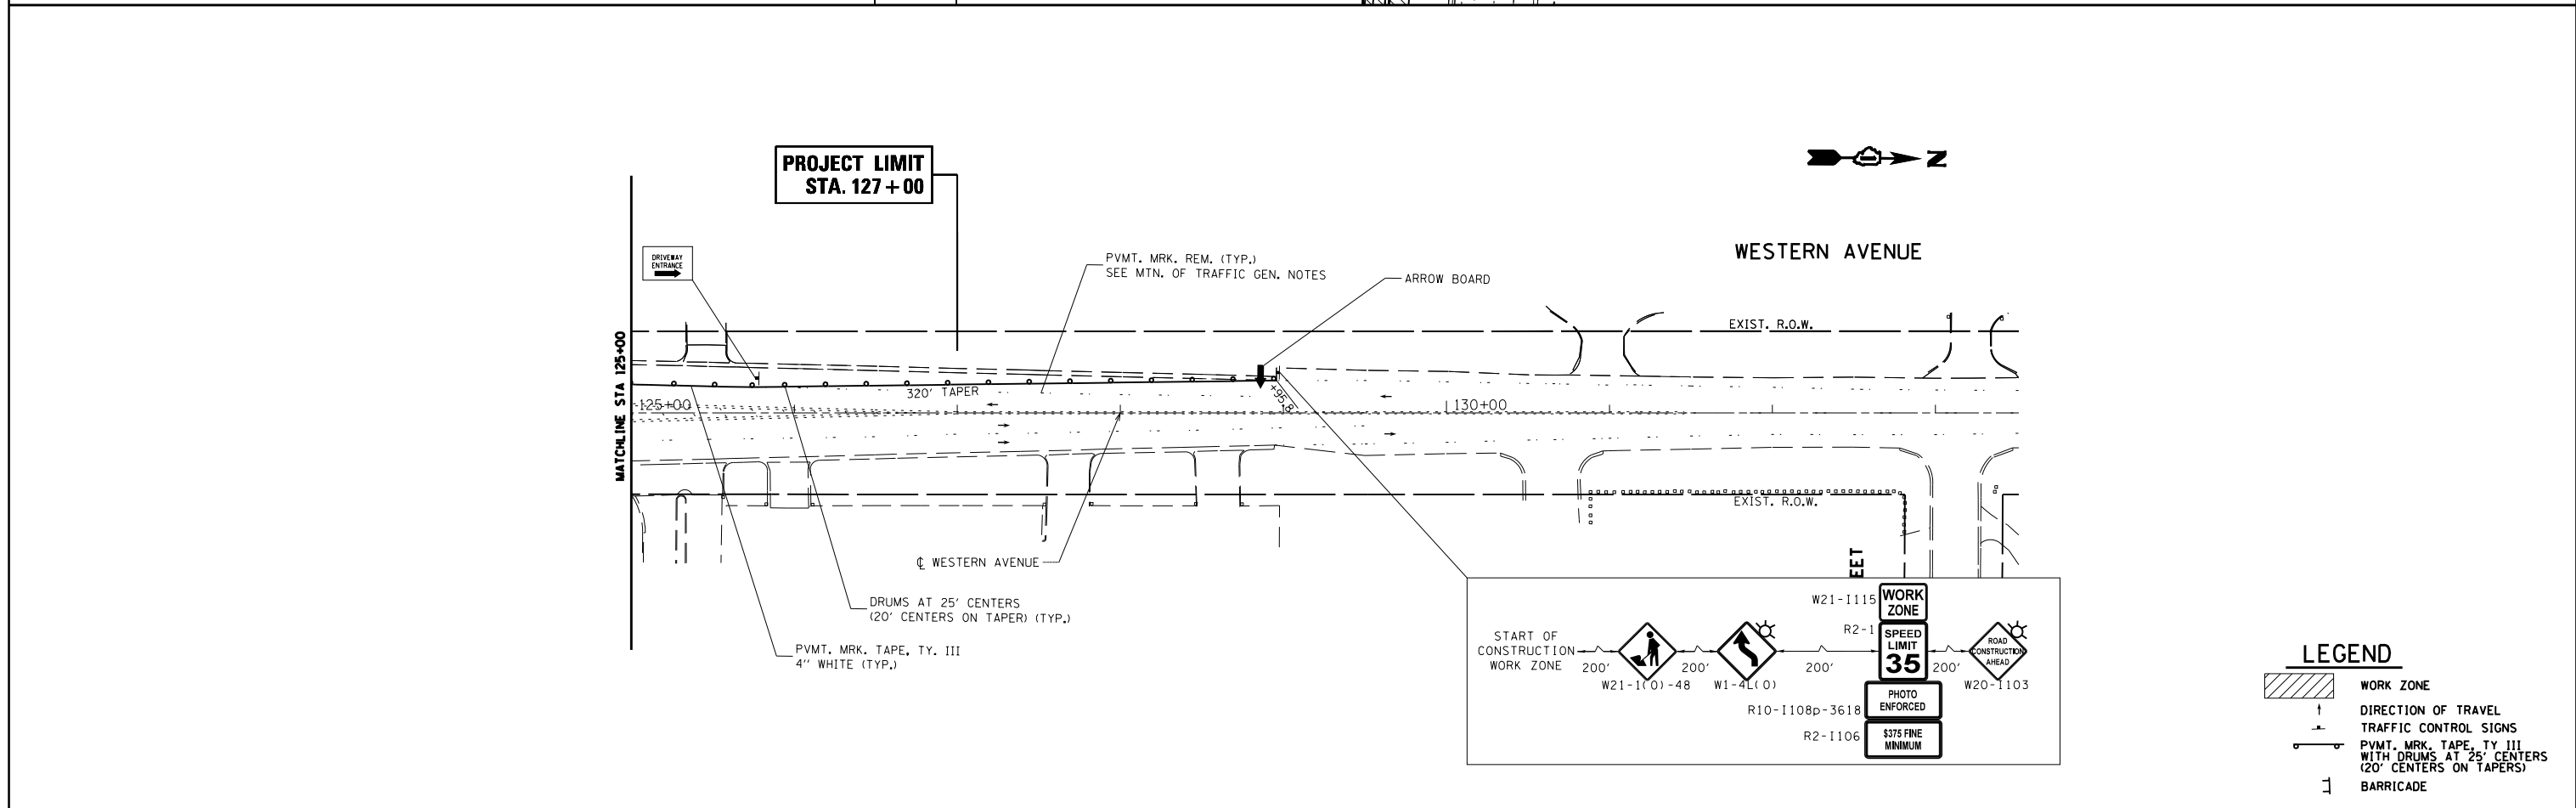 PROJECT LIMIT
STA. 127+00
N
WESTERN AVENUE
DRIVEWAY
ENTRANCE
PVMT. MRK. REM. (TYP.)
SEE MTN. OF TRAFFIC GEN. NOTES
ARROW BOARD
MATCHLINE STA 125+00
EXIST. R.O.W.
320' TAPER
+95.8
125+00
130+00
EXIST. R.O.W.
℄ WESTERN AVENUE
DRUMS AT 25' CENTERS
(20' CENTERS ON TAPER) (TYP.)
PVMT. MRK. TAPE, TY. III
4" WHITE (TYP.)
EET
START OF
CONSTRUCTION
WORK ZONE
200'
W21-1(O)-48
200'
W1-4L(O)
200'
W21-I115
WORK
ZONE
R2-1
SPEED
LIMIT
35
R10-I108p-3618
PHOTO
ENFORCED
R2-I106
$375 FINE
MINIMUM
200'
ROAD
CONSTRUCTION
AHEAD
W20-I103
LEGEND
WORK ZONE
DIRECTION OF TRAVEL
TRAFFIC CONTROL SIGNS
PVMT. MRK. TAPE, TY III
WITH DRUMS AT 25' CENTERS
(20' CENTERS ON TAPERS)
BARRICADE